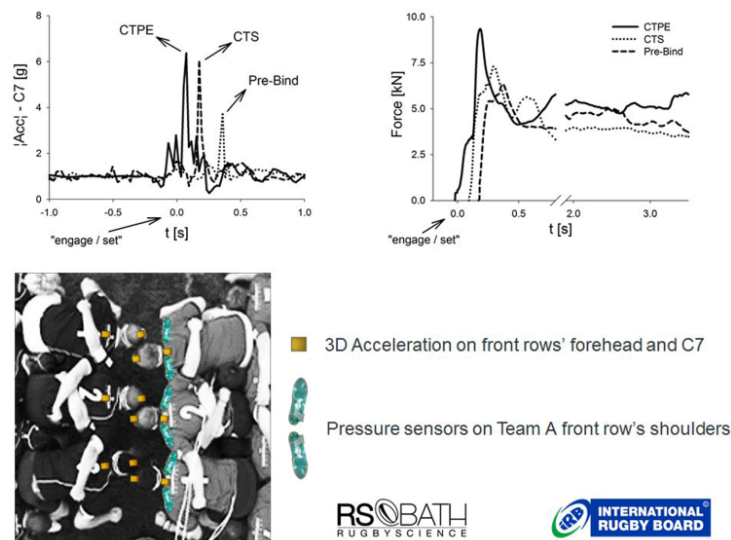 |Acc| - C7 [g]
8
6
4
2
0
CTPE
CTS
Pre-Bind
-1.0 -0.5 0.0 0.5 1.0
"engage / set"
t [s]
Force [kN]
10.0
7.5
5.0
2.5
0.0
CTPE
CTS
Pre-Bind
0.0 0.5 2.0 3.0
"engage / set"
t [s]
3D Acceleration on front rows' forehead and C7
Pressure sensors on Team A front row's shoulders
RS BATH
RUGBYSCIENCE
iRB INTERNATIONAL
RUGBY BOARD
©